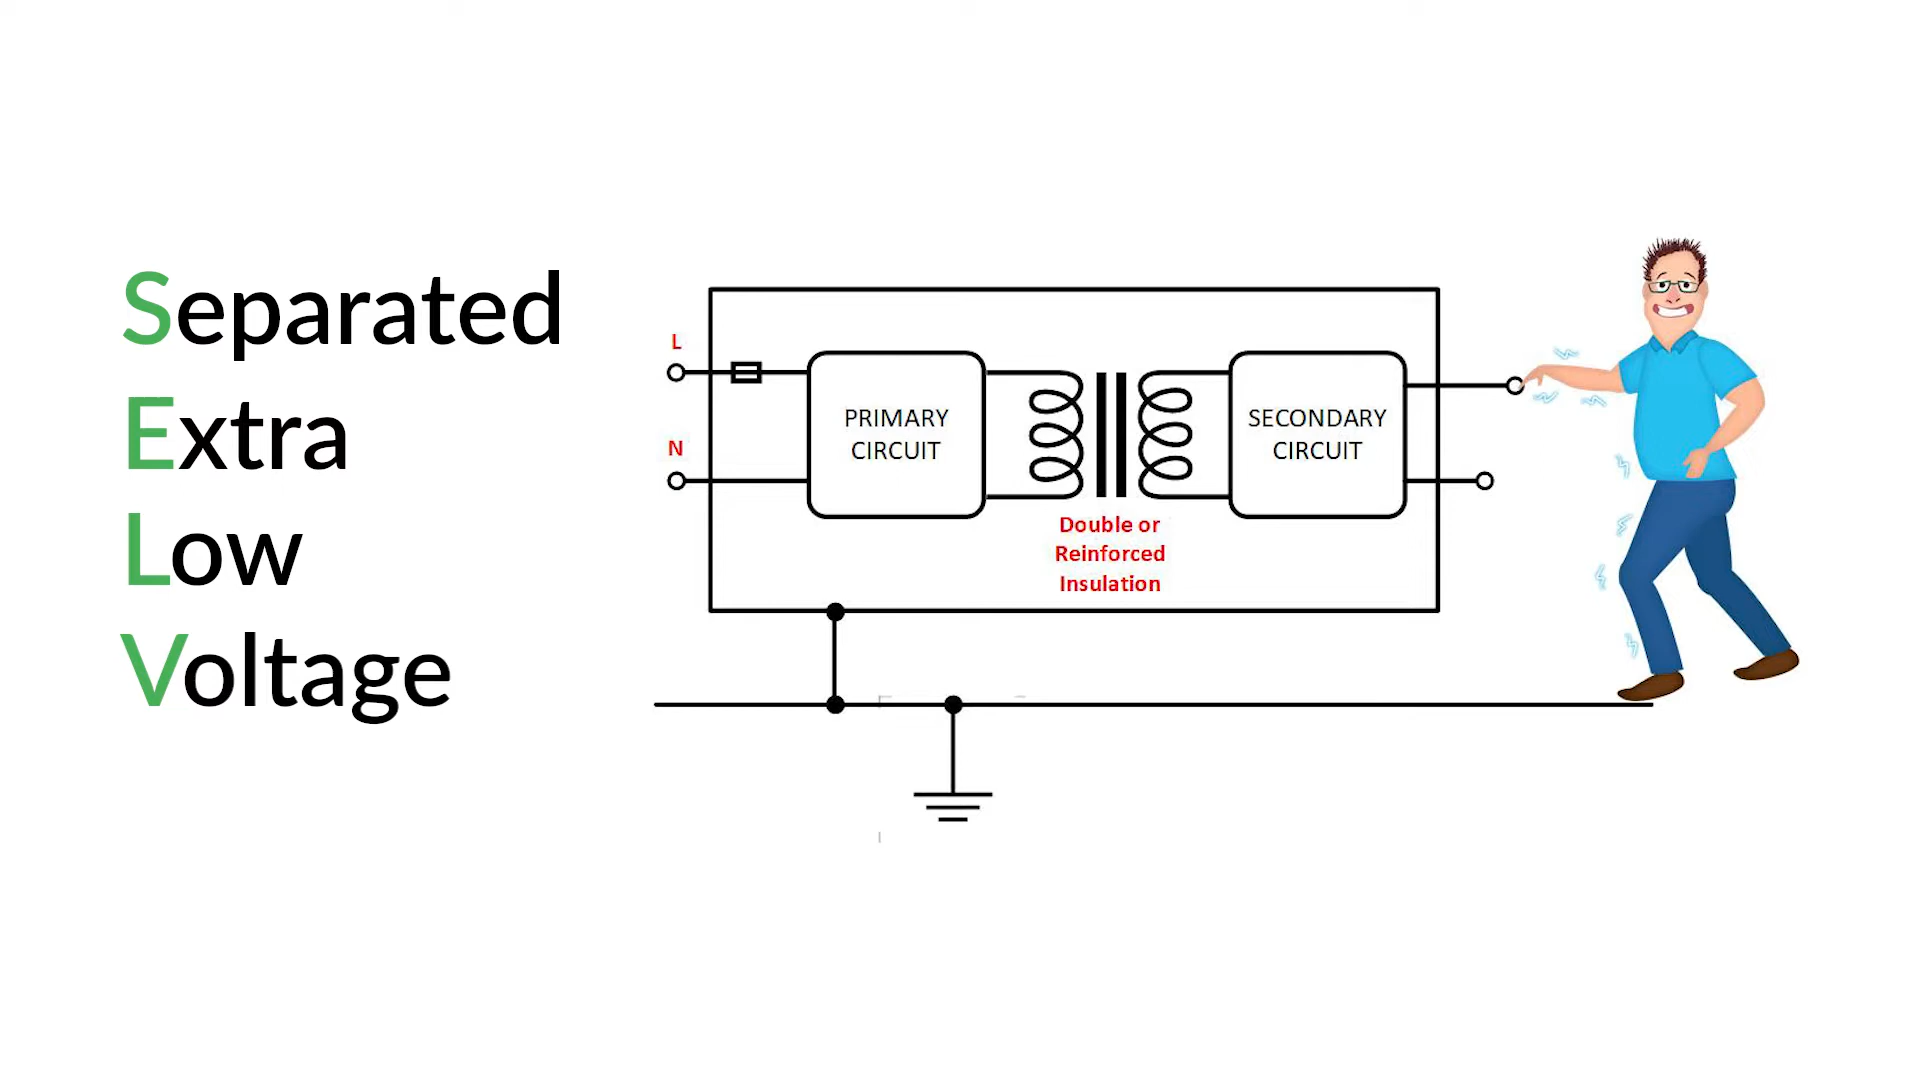 Separated
Extra
Low
Voltage
L
N
PRIMARY
CIRCUIT
SECONDARY
CIRCUIT
Double or
Reinforced
Insulation